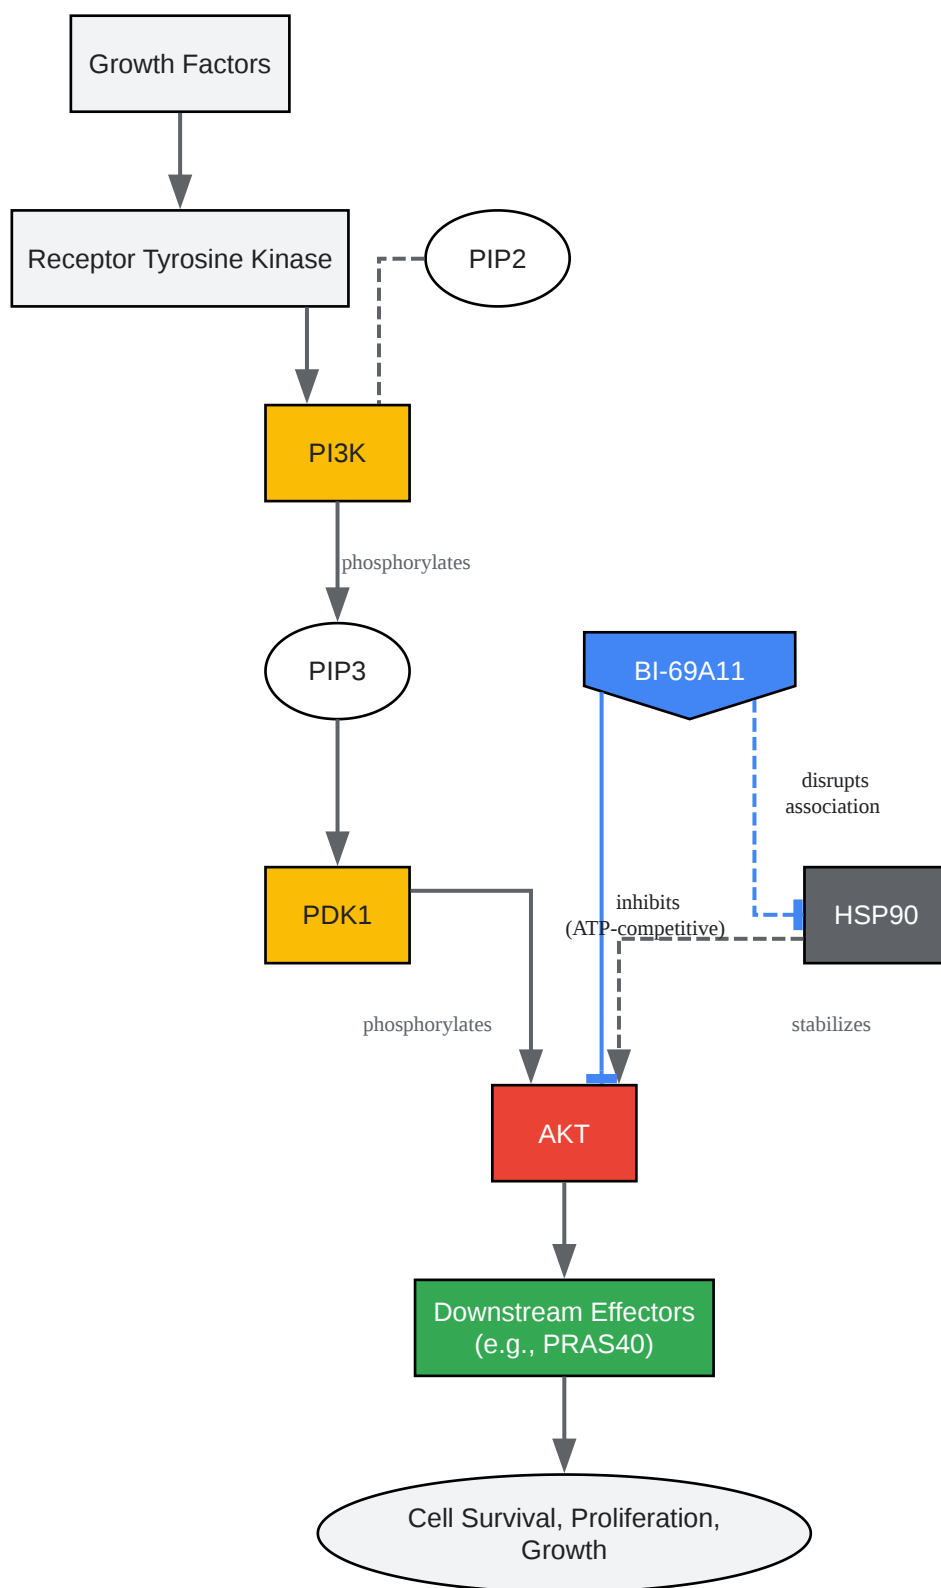 Growth Factors
Receptor Tyrosine Kinase
PIP2
PI3K
phosphorylates
PIP3
BI-69A11
disrupts
association
PDK1
inhibits
(ATP-competitive)
HSP90
phosphorylates
stabilizes
AKT
Downstream Effectors
(e.g., PRAS40)
Cell Survival, Proliferation,
Growth